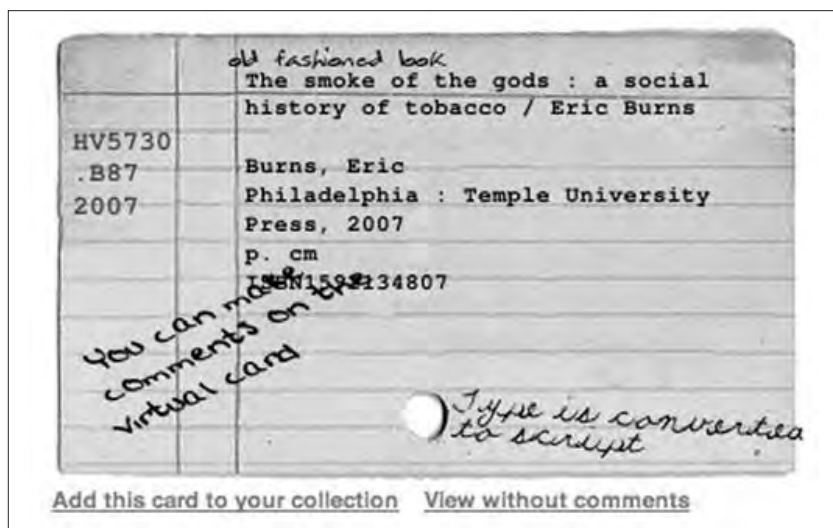 old fashioned book
The smoke of the gods : a social
history of tobacco / Eric Burns
HV5730
.B87
2007
Burns, Eric
Philadelphia : Temple University
Press, 2007
p. cm
ISBN1592134807
You can make
comments on the
virtual card
Type is converted
to script
Add this card to your collection
View without comments